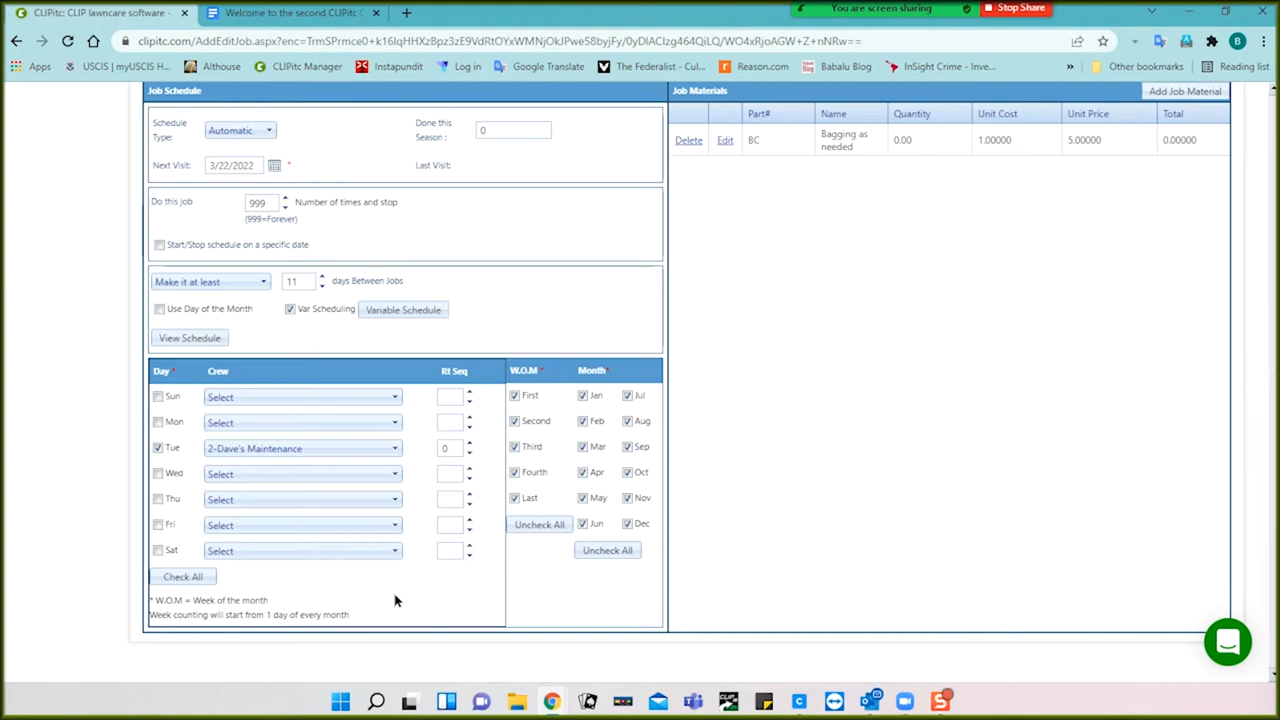 CLIPitc: CLIP lawncare software -
Welcome to the second CLIPitc C
You are screen sharing
Stop Share
clipitc.com/AddEditJob.aspx?enc=TrmSPrmce0+k16lqHHXzBpz3zE9VdRtOYxWMNjOkJPwe58byjFy/0yDlACIzg464QiLQ/WO4xRjoAGW+Z+nNRw==
B
Apps
USCIS | myUSCIS H...
Althouse
CLIPitc Manager
Instapundit
Log in
Google Translate
The Federalist - Cul...
Reason.com
Babalu Blog
InSight Crime - Inve...
»
Other bookmarks
Reading list
Job Schedule
Job Materials
Add Job Material
Schedule Type:
Automatic
Done this Season :
0
Next Visit:
3/22/2022
*
Last Visit:
Part#
Name
Quantity
Unit Cost
Unit Price
Total
Delete
Edit
BC
Bagging as needed
0.00
1.00000
5.00000
0.00000
Do this job
999
Number of times and stop
(999=Forever)
Start/Stop schedule on a specific date
Make it at least
11
days Between Jobs
Use Day of the Month
Var Scheduling
Variable Schedule
View Schedule
Day*
Crew
Rt Seq
W.O.M *
Month*
Sun
Select
First
Jan
Jul
Mon
Select
Second
Feb
Aug
Tue
2-Dave's Maintenance
0
Third
Mar
Sep
Wed
Select
Fourth
Apr
Oct
Thu
Select
Last
May
Nov
Fri
Select
Uncheck All
Jun
Dec
Sat
Select
Uncheck All
Check All
* W.O.M = Week of the month
Week counting will start from 1 day of every month